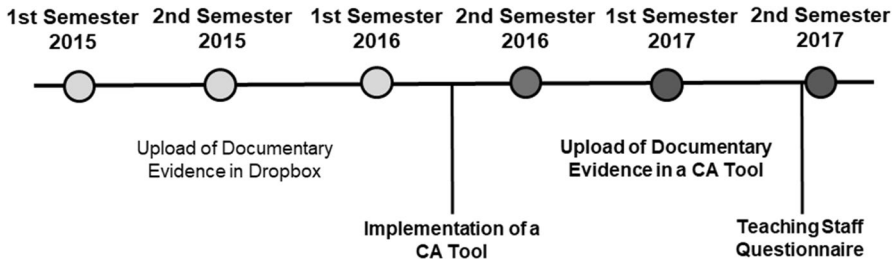 1st Semester
2015
2nd Semester
2015
1st Semester
2016
2nd Semester
2016
1st Semester
2017
2nd Semester
2017
Upload of Documentary
Evidence in Dropbox
Upload of Documentary
Evidence in a CA Tool
Implementation of a
CA Tool
Teaching Staff
Questionnaire